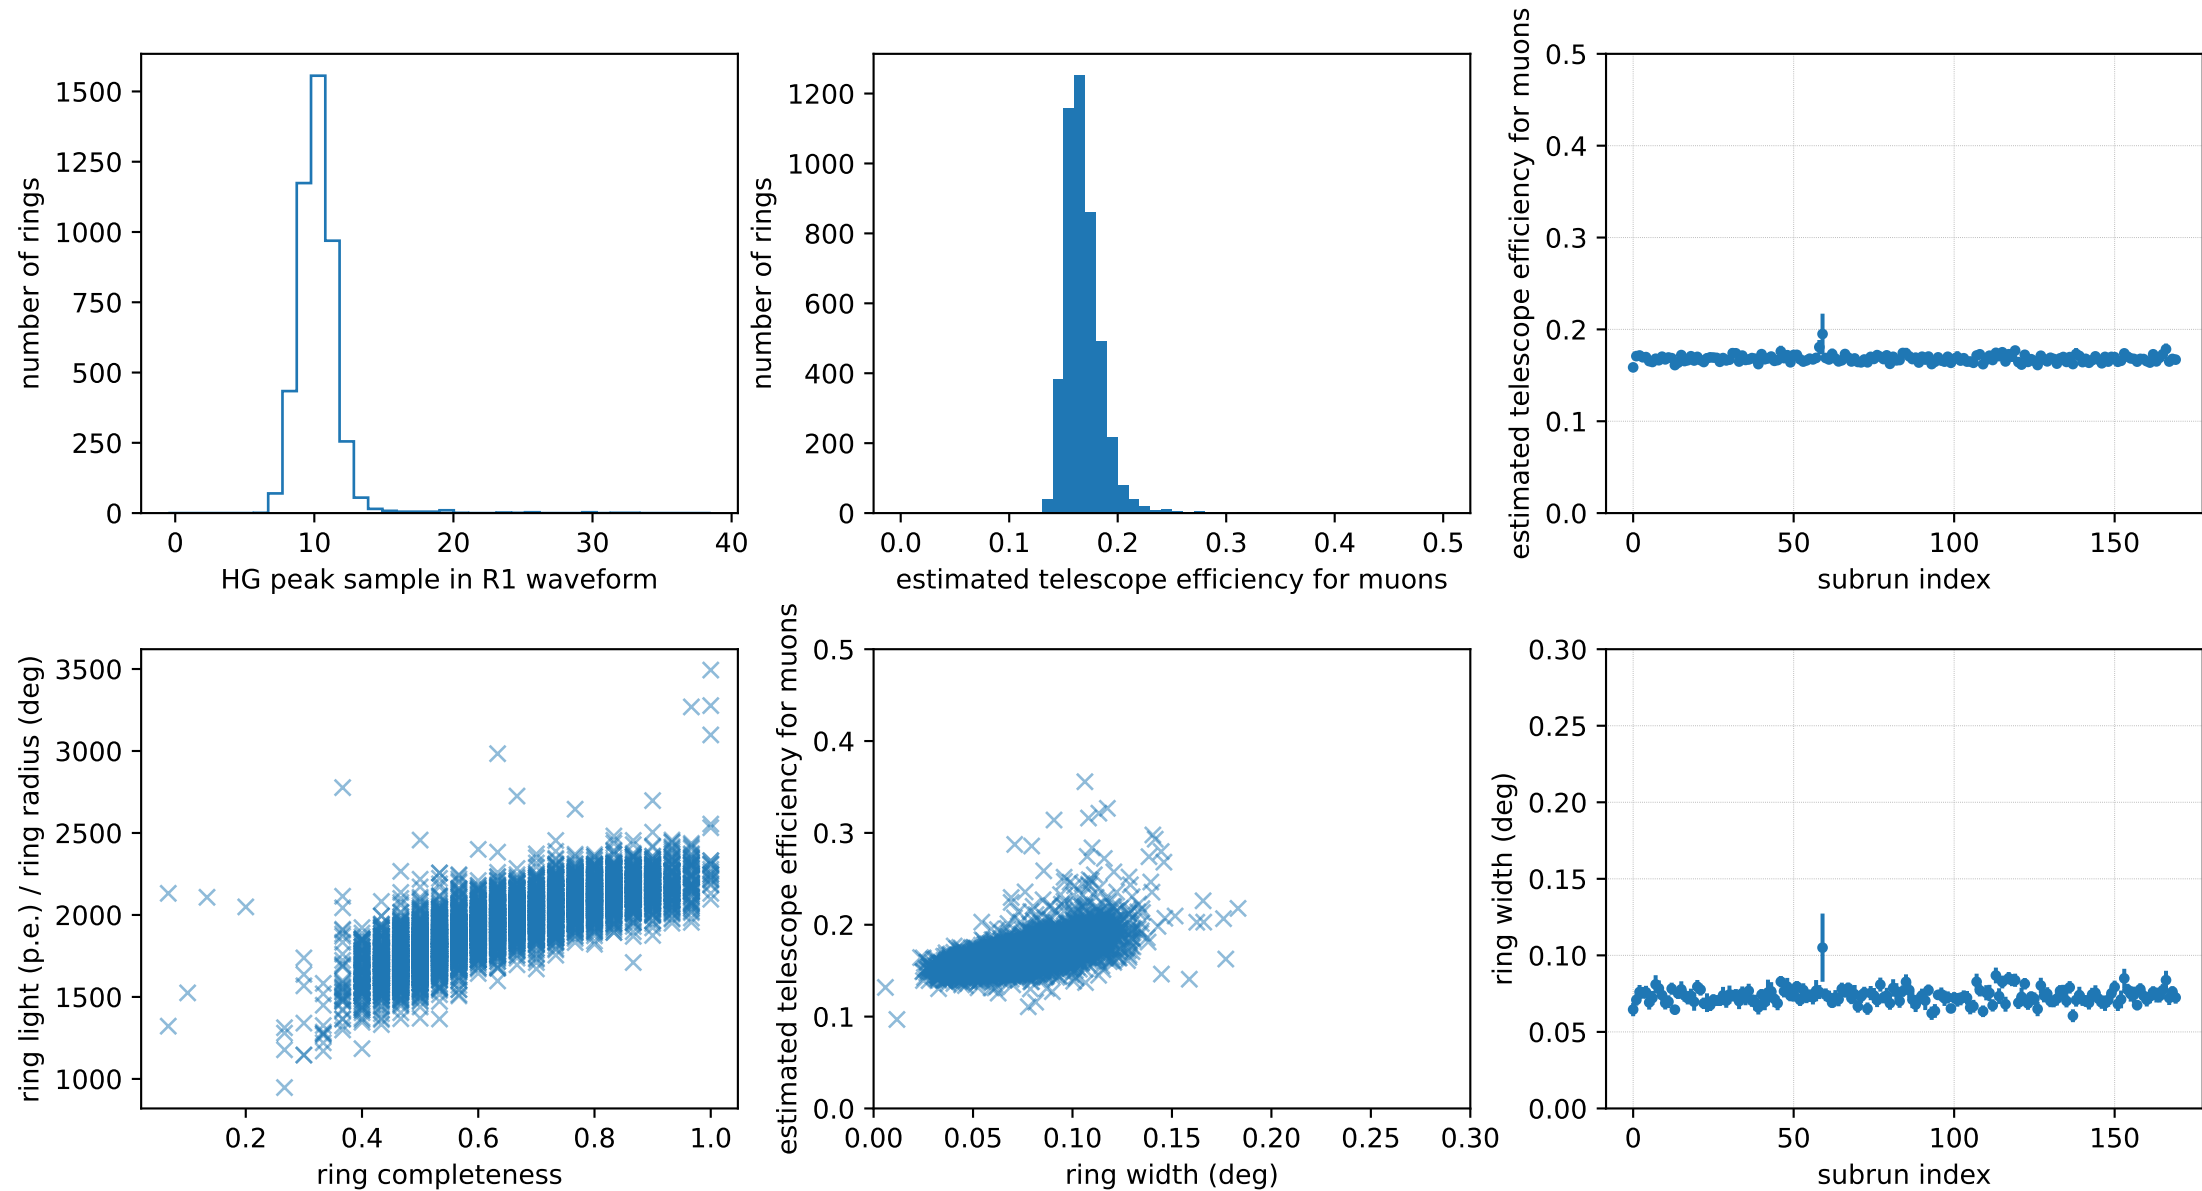 number of rings
1500
1250
1000
750
500
250
0
0 10 20 30 40
HG peak sample in R1 waveform
number of rings
1200
1000
800
600
400
200
0
0.0 0.1 0.2 0.3 0.4 0.5
estimated telescope efficiency for muons
estimated telescope efficiency for muons
0.5
0.4
0.3
0.2
0.1
0.0
0 50 100 150
subrun index
ring light (p.e.) / ring radius (deg)
3500
3000
2500
2000
1500
1000
0.2 0.4 0.6 0.8 1.0
ring completeness
estimated telescope efficiency for muons
0.5
0.4
0.3
0.2
0.1
0.0
0.00 0.05 0.10 0.15 0.20 0.25 0.30
ring width (deg)
ring width (deg)
0.30
0.25
0.20
0.15
0.10
0.05
0.00
0 50 100 150
subrun index